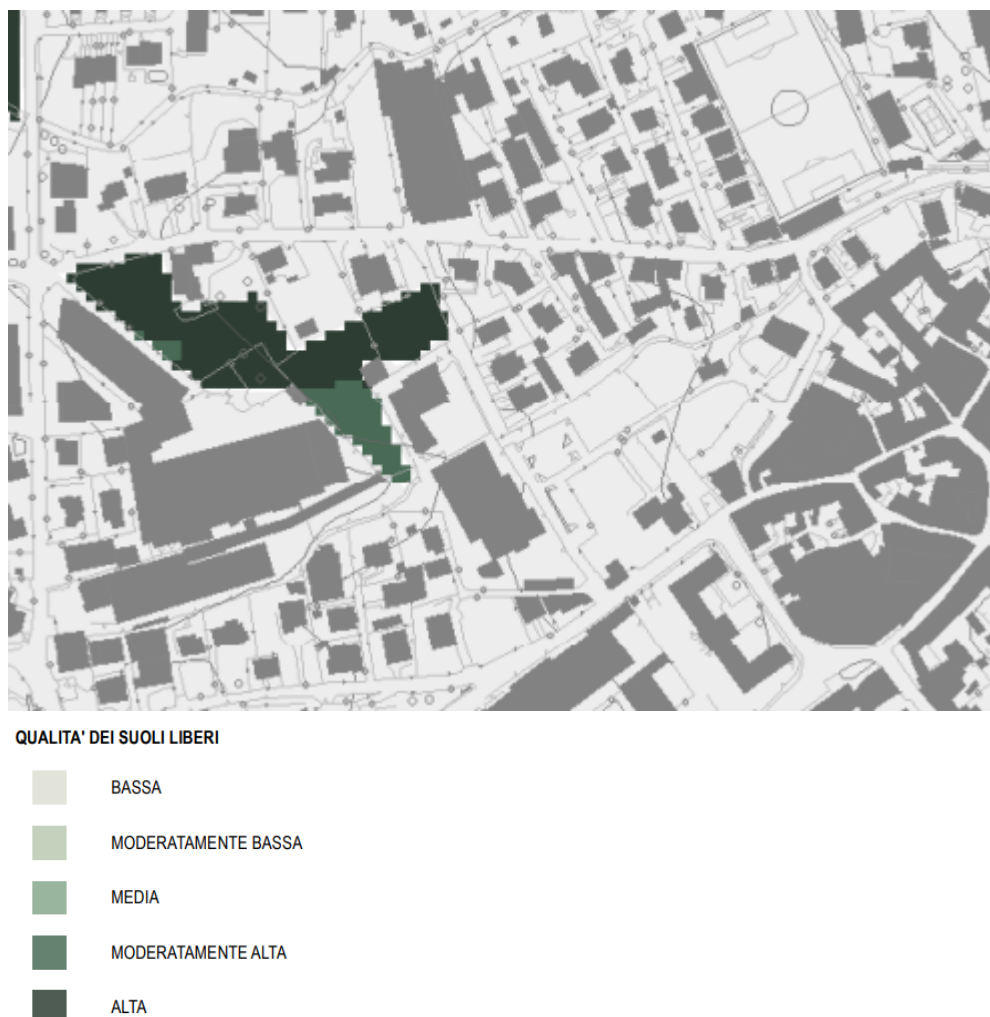 QUALITA' DEI SUOLI LIBERI
BASSA
MODERATAMENTE BASSA
MEDIA
MODERATAMENTE ALTA
ALTA